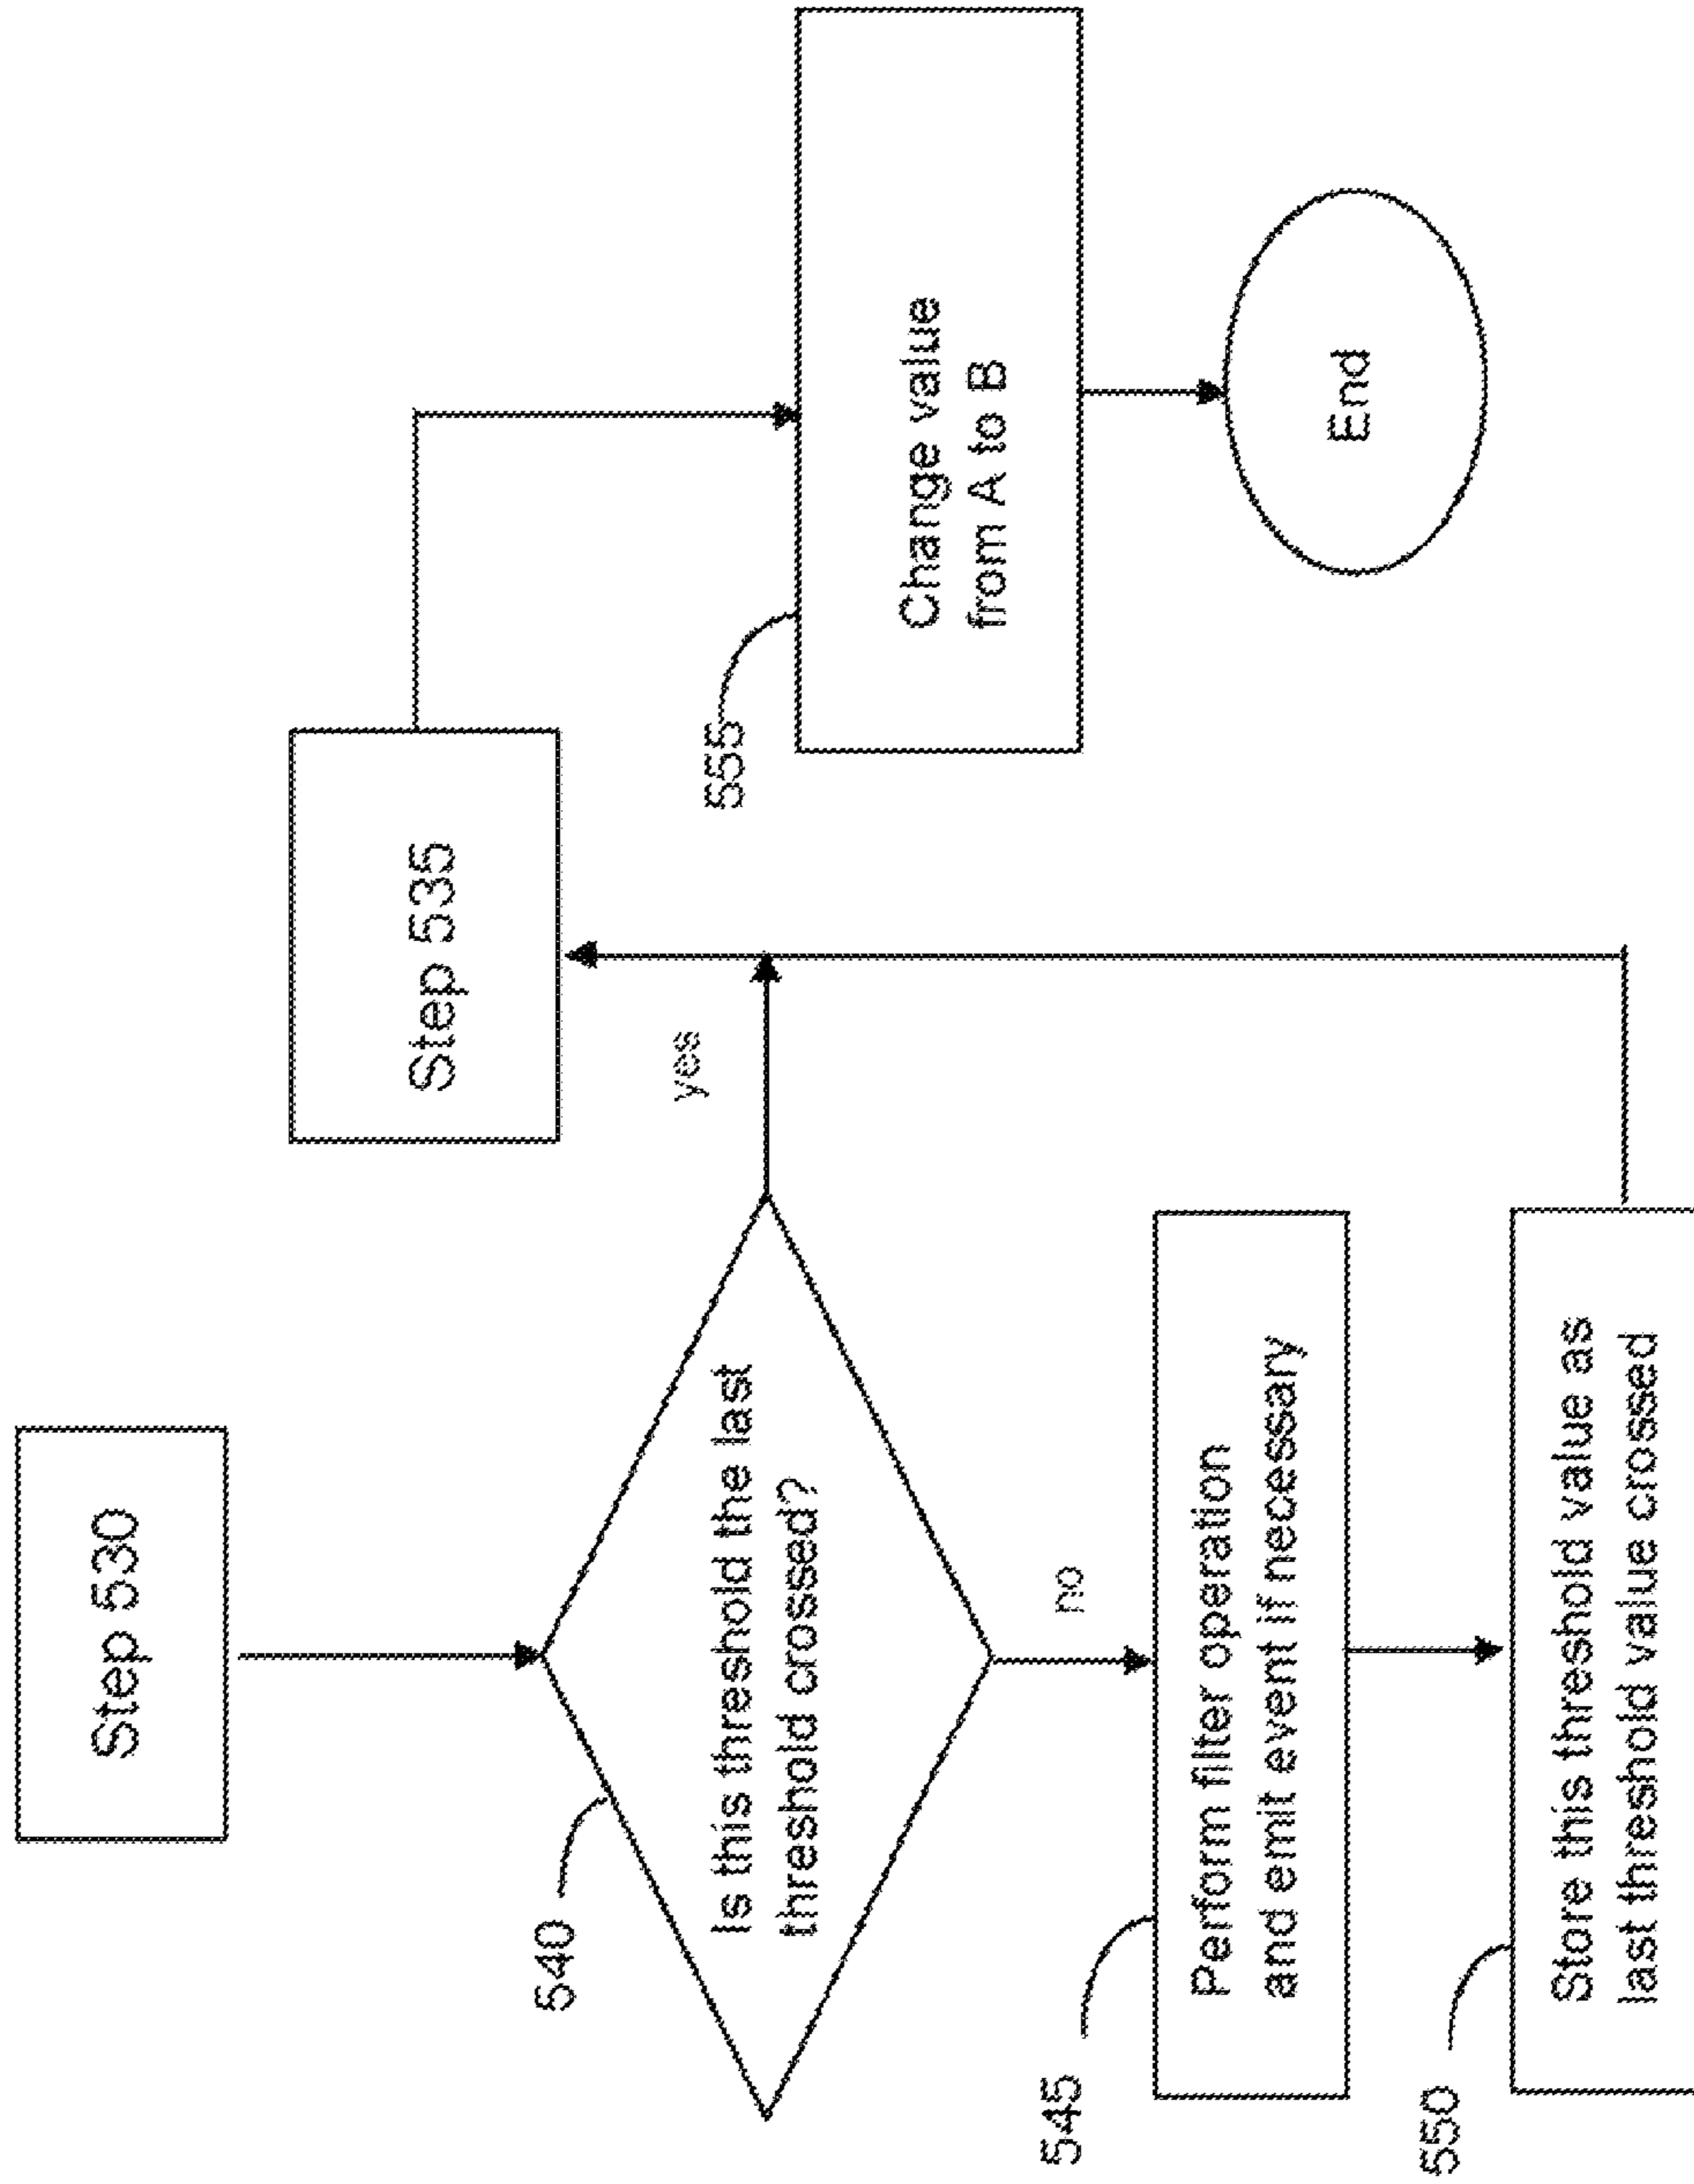 Step 530
540
Is this threshold the last
threshold crossed?
yes
no
545
Perform filter operation
and emit event if necessary
550
Store this threshold value as
last threshold value crossed
Step 535
555
Change value
from A to B
End